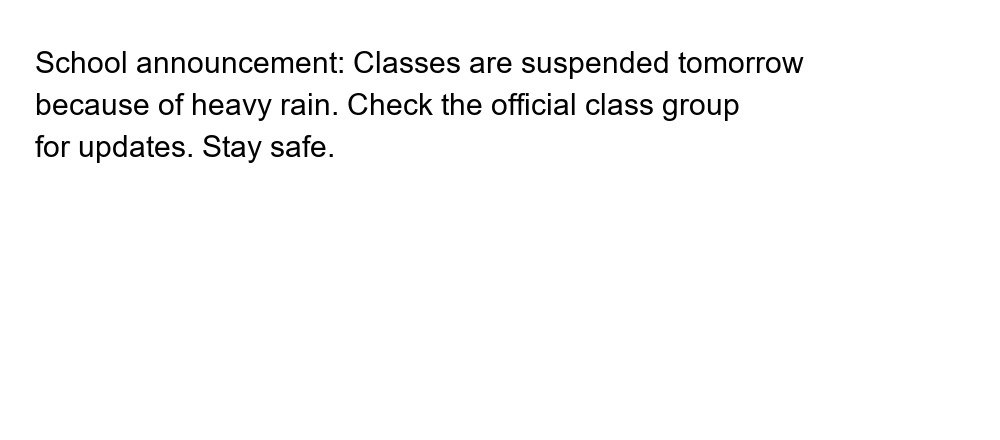 School announcement: Classes are suspended tomorrow
because of heavy rain. Check the official class group
for updates. Stay safe.